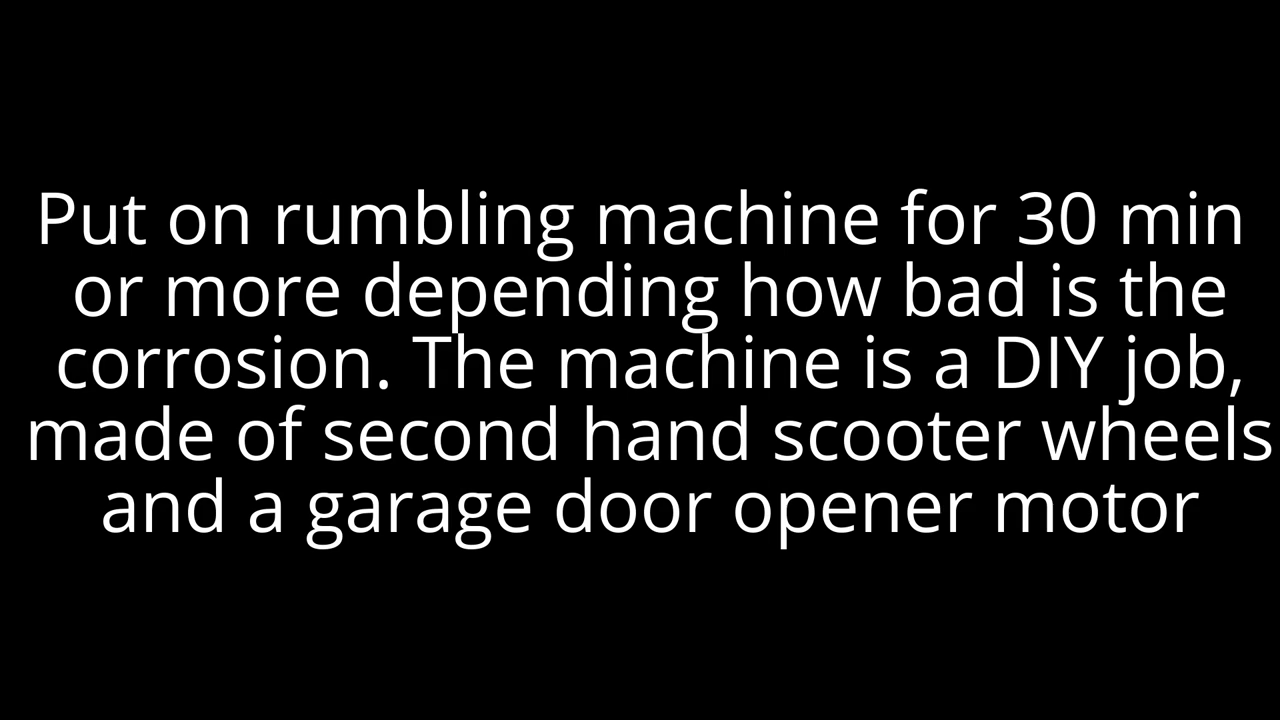 Put on rumbling machine for 30 min
or more depending how bad is the
corrosion. The machine is a DIY job,
made of second hand scooter wheels
and a garage door opener motor